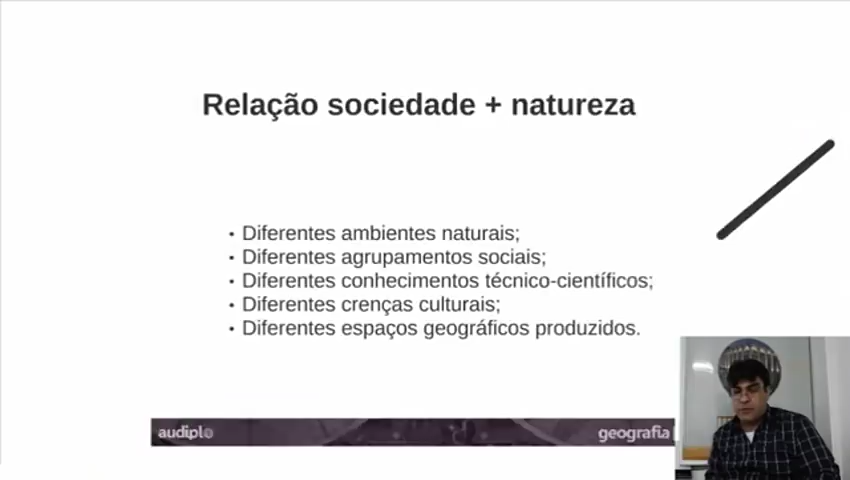 Relação sociedade + natureza
• Diferentes ambientes naturais;
• Diferentes agrupamentos sociais;
• Diferentes conhecimentos técnico-científicos;
• Diferentes crenças culturais;
• Diferentes espaços geográficos produzidos.
audiplo geografia